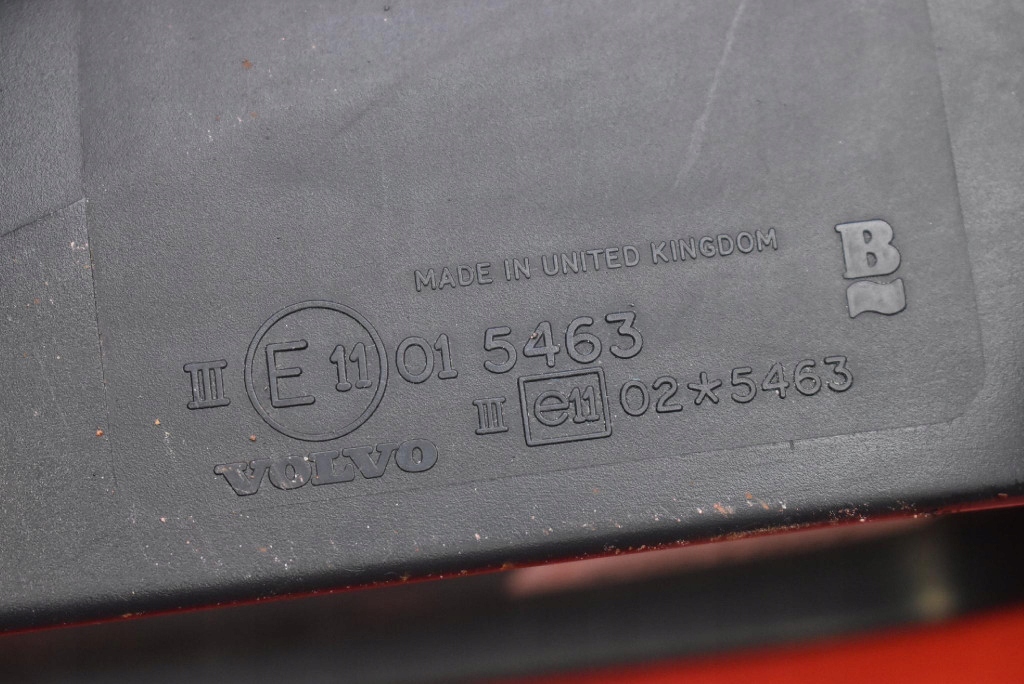 MADE IN UNITED KINGDOM
B
III E 11 01 5463
III e11 02*5463
VOLVO